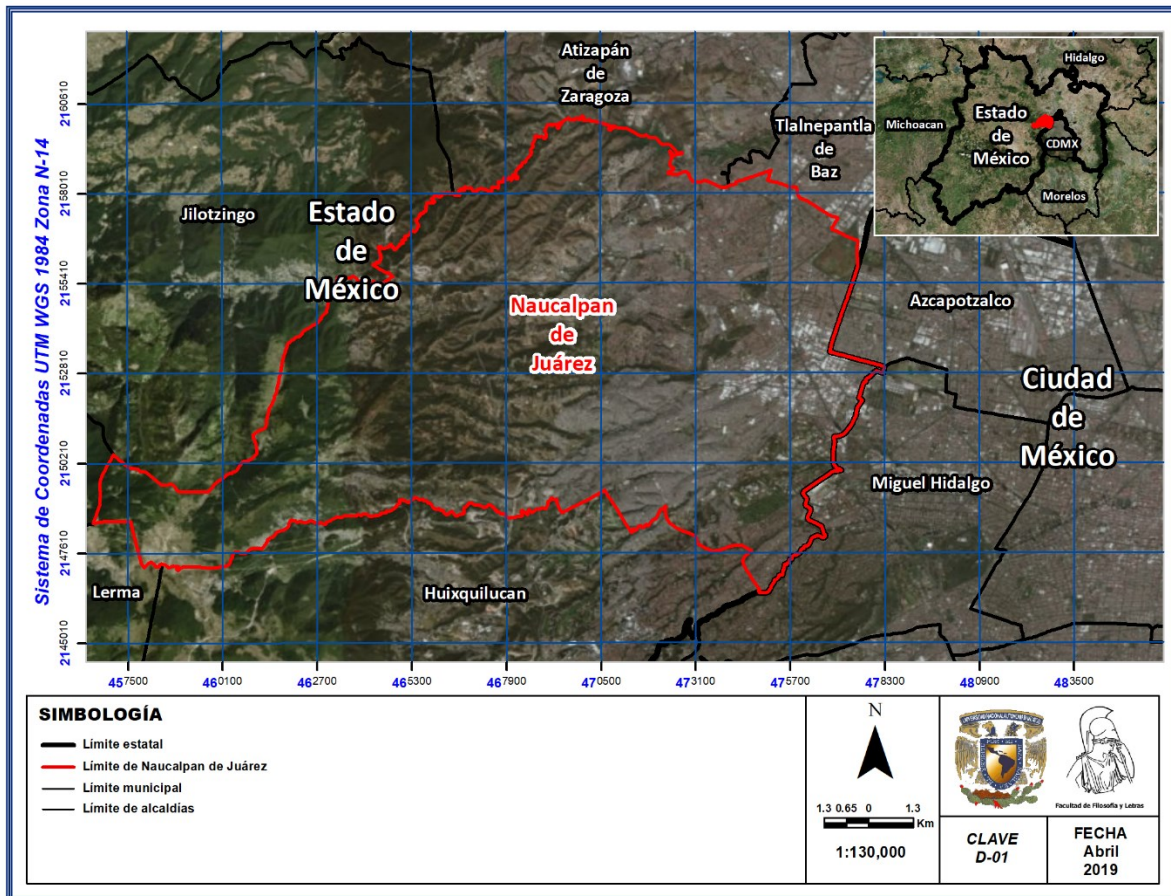 Sistema de Coordenadas UTM WGS 1984 Zona N-14
2160610
2158010
2155410
2152810
2150210
2147610
2145010
Atizapán
de
Zaragoza
Tlalnepantla
de
Baz
Jilotzingo
Estado
de
México
Naucalpan
de
Juárez
Azcapotzalco
Ciudad
de
México
Miguel Hidalgo
Lerma
Huixquilucan
Hidalgo
Michoacan
Estado
de
México
CDMX
Morelos
457500 460100 462700 465300 467900 470500 473100 475700 478300 480900 483500
SIMBOLOGÍA
Límite estatal
Límite de Naucalpan de Juárez
Límite municipal
Límite de alcaldías
N
1.3 0.65 0 1.3
Km
1:130,000
Facultad de Filosofía y Letras
CLAVE
D-01
FECHA
Abril
2019